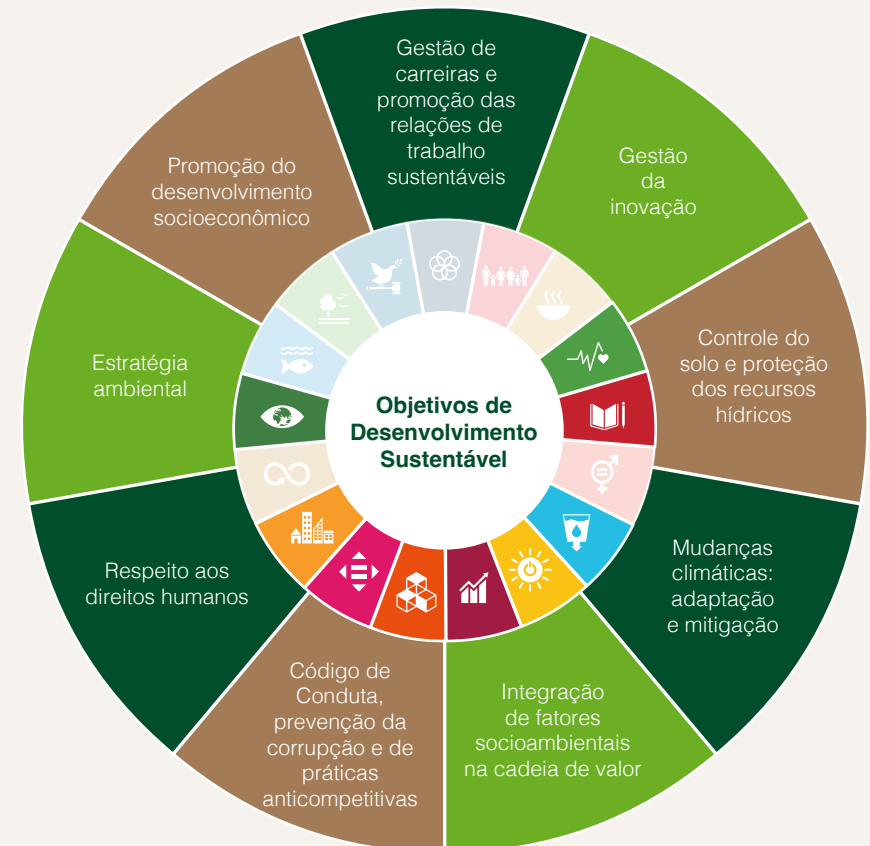 Gestão de
carreiras e
promoção das
relações de
trabalho
sustentáveis
Gestão
da
inovação
Controle do
solo e proteção
dos recursos
hídricos
Mudanças
climáticas:
adaptação
e mitigação
Integração
de fatores
socioambientais
na cadeia de valor
Código de
Conduta,
prevenção da
corrupção e de
práticas
anticompetitivas
Respeito aos
direitos humanos
Estratégia
ambiental
Promoção do
desenvolvimento
socioeconômico
Objetivos de
Desenvolvimento
Sustentável